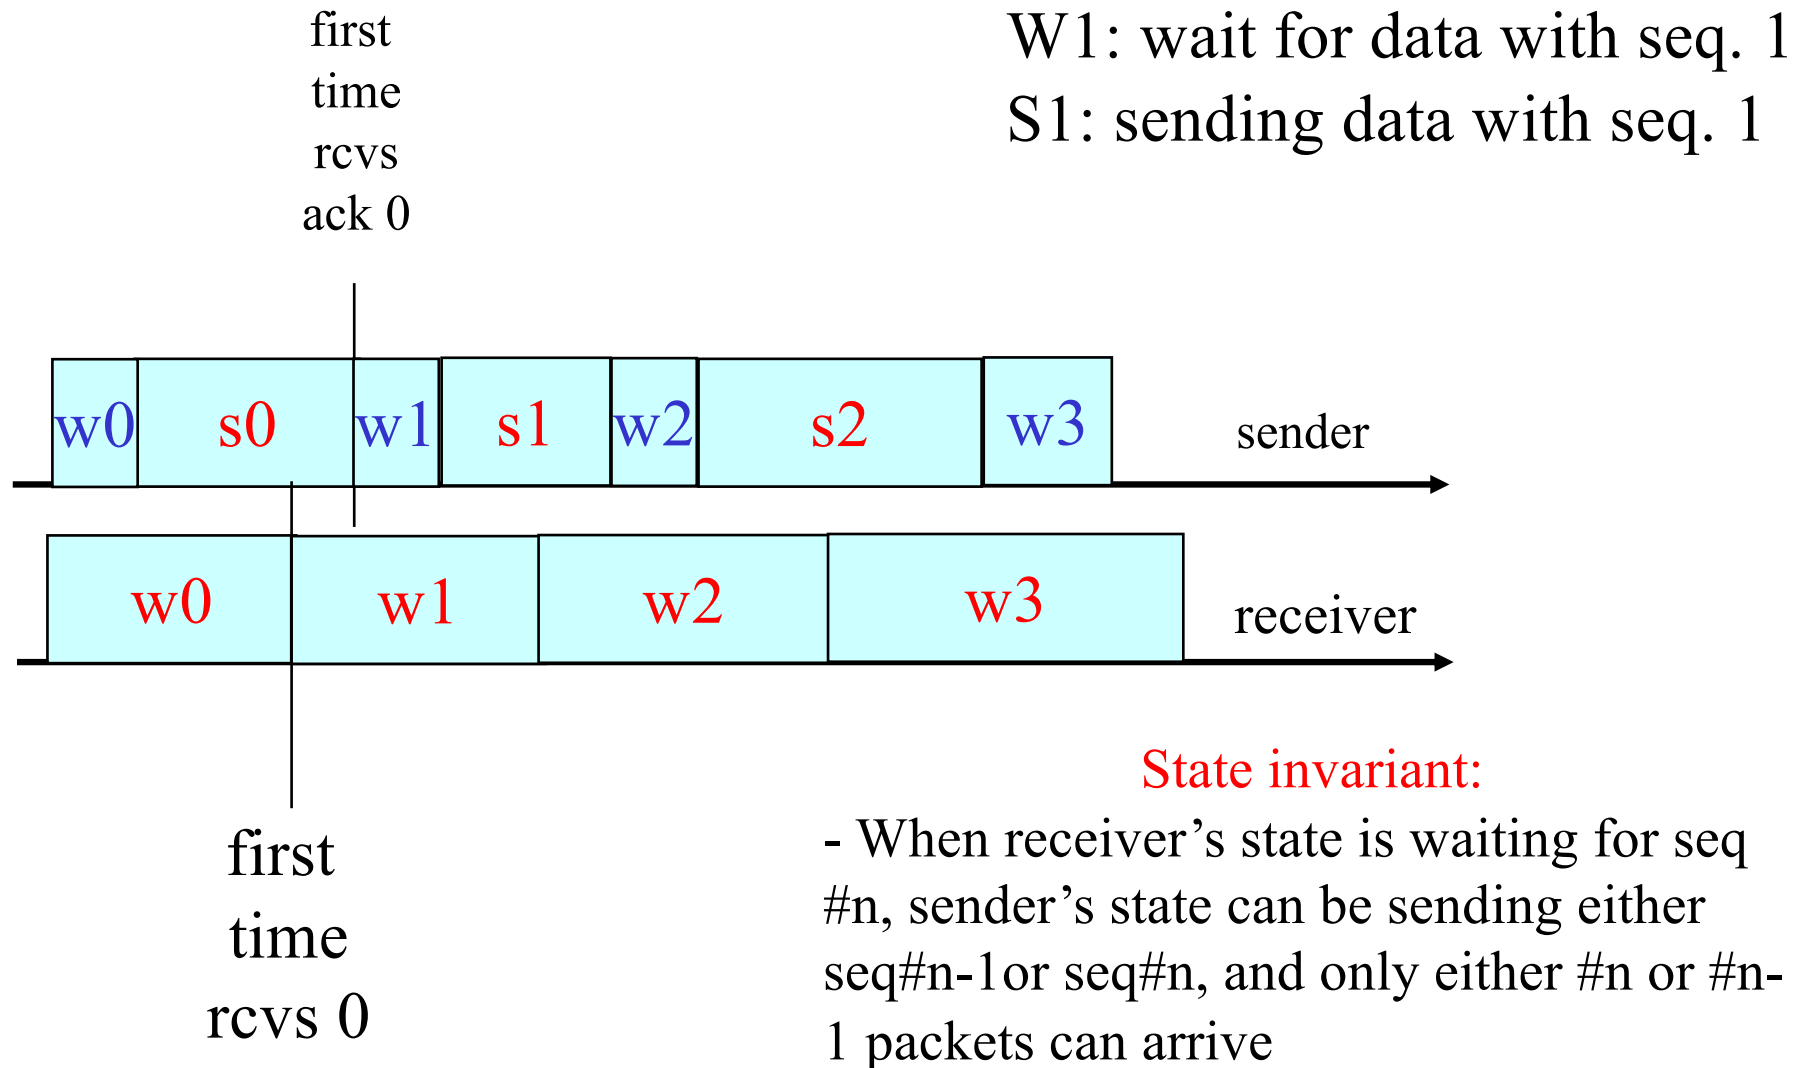 first
time
rcvs
ack 0
W1: wait for data with seq. 1
S1: sending data with seq. 1
w0 s0 w1 s1 w2 s2 w3 sender
w0 w1 w2 w3 receiver
first
time
rcvs 0
State invariant:
- When receiver’s state is waiting for seq
#n, sender’s state can be sending either
seq#n-1or seq#n, and only either #n or #n-
1 packets can arrive